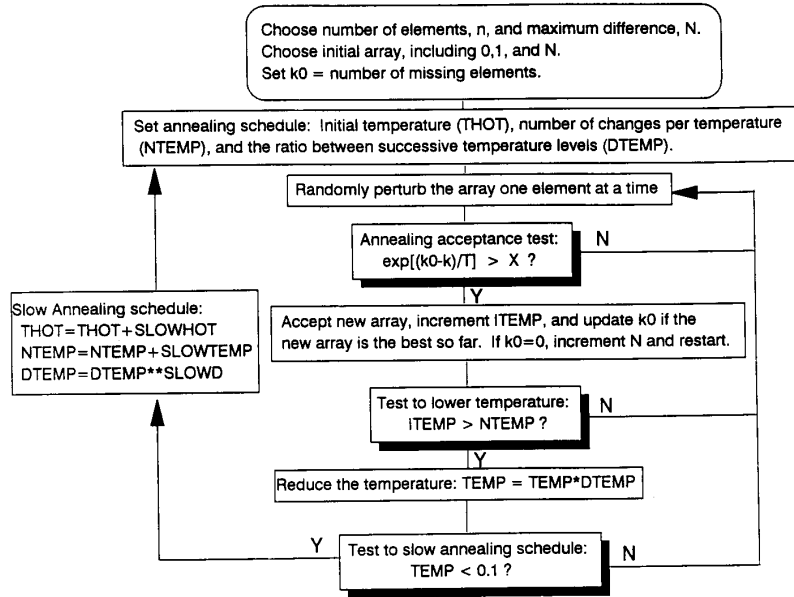 Choose number of elements, n, and maximum difference, N.
Choose initial array, including 0,1, and N.
Set k0 = number of missing elements.
Set annealing schedule: Initial temperature (THOT), number of changes per temperature
(NTEMP), and the ratio between successive temperature levels (DTEMP).
Randomly perturb the array one element at a time
Annealing acceptance test:
exp[(k0-k)/T] > X ?
N
Y
Accept new array, increment ITEMP, and update k0 if the
new array is the best so far. If k0=0, increment N and restart.
Slow Annealing schedule:
THOT=THOT+SLOWHOT
NTEMP=NTEMP+SLOWTEMP
DTEMP=DTEMP**SLOWD
Test to lower temperature:
ITEMP > NTEMP ?
N
Y
Reduce the temperature: TEMP = TEMP*DTEMP
Y
Test to slow annealing schedule:
TEMP < 0.1 ?
N